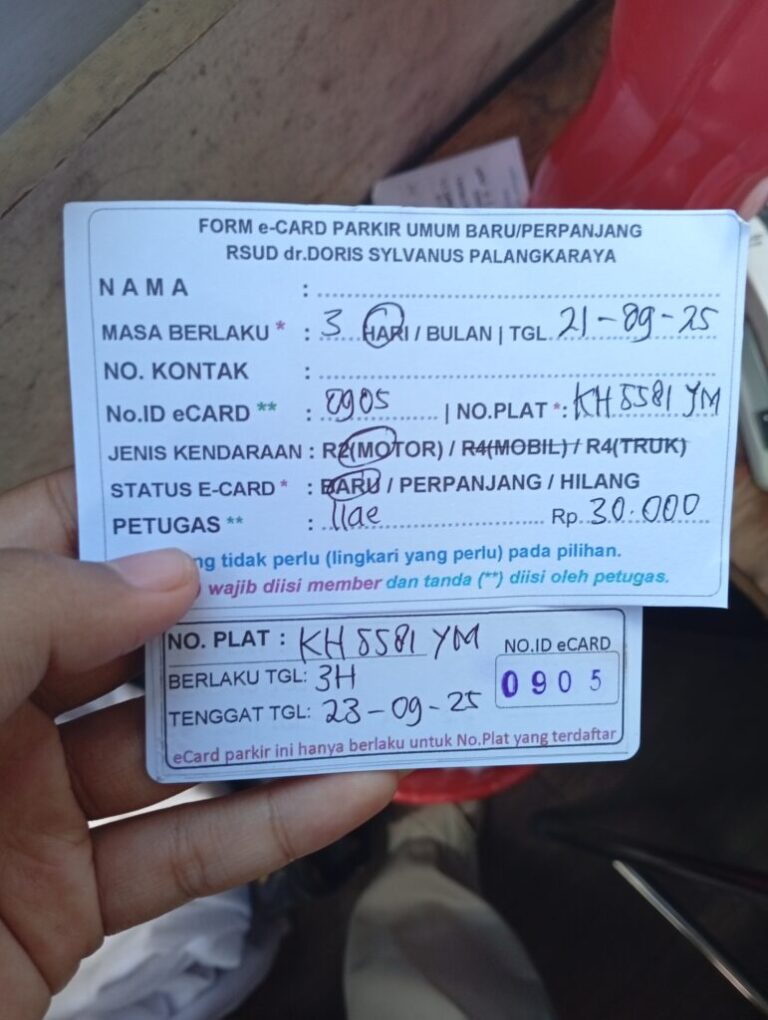 FORM e-CARD PARKIR UMUM BARU/PERPANJANG
RSUD dr.DORIS SYLVANUS PALANGKARAYA
NAMA :
MASA BERLAKU * : 3 HARI / BULAN | TGL. 21-09-25
NO. KONTAK :
No.ID eCARD ** : 0905 | NO.PLAT *: KH 5581 YM
JENIS KENDARAAN : R2(MOTOR) / R4(MOBIL) / R4(TRUK)
STATUS E-CARD * : BARU / PERPANJANG / HILANG
PETUGAS ** : Rp. 30.000
tidak perlu (lingkari yang perlu) pada pilihan.
wajib diisi member dan tanda (**) diisi oleh petugas.
NO. PLAT : KH 5581 YM
NO.ID eCARD
BERLAKU TGL: 3H
0905
TENGGAT TGL: 23-09-25
eCard parkir ini hanya berlaku untuk No.Plat yang terdaftar